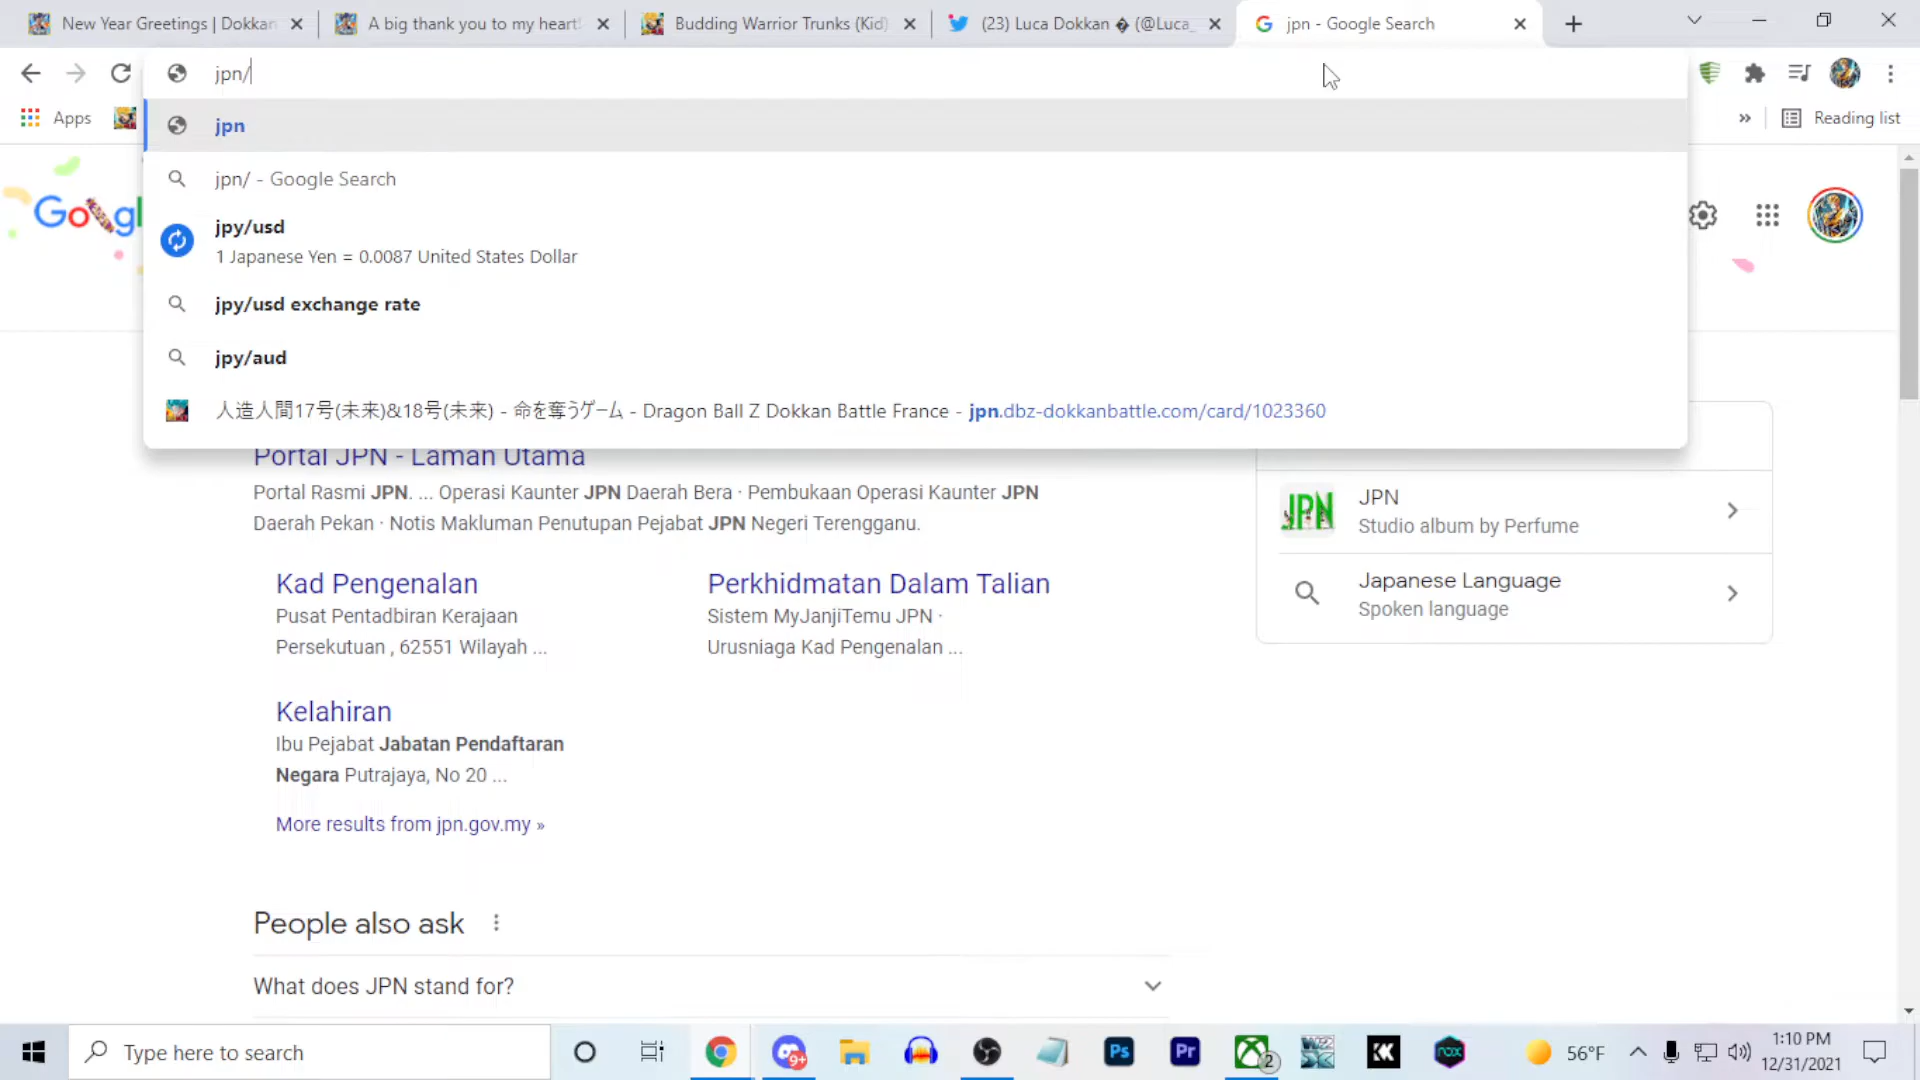 New Year Greetings | Dokkan
A big thank you to my heart!
Budding Warrior Trunks (Kid)
(23) Luca Dokkan � (@Luca_
jpn - Google Search
jpn/
Apps
Reading list
jpn
jpn/ - Google Search
jpy/usd
1 Japanese Yen = 0.0087 United States Dollar
jpy/usd exchange rate
jpy/aud
人造人間17号(未来)&18号(未来) - 命を奪うゲーム - Dragon Ball Z Dokkan Battle France - jpn.dbz-dokkanbattle.com/card/1023360
Googl
Portal JPN - Laman Utama
Portal Rasmi JPN. ... Operasi Kaunter JPN Daerah Bera · Pembukaan Operasi Kaunter JPN
Daerah Pekan · Notis Makluman Penutupan Pejabat JPN Negeri Terengganu.
Kad Pengenalan
Pusat Pentadbiran Kerajaan
Persekutuan , 62551 Wilayah ...
Perkhidmatan Dalam Talian
Sistem MyJanjiTemu JPN ·
Urusniaga Kad Pengenalan ...
Kelahiran
Ibu Pejabat Jabatan Pendaftaran
Negara Putrajaya, No 20 ...
More results from jpn.gov.my »
JPN
JPN
Studio album by Perfume
Japanese Language
Spoken language
People also ask
What does JPN stand for?
Type here to search
9+
Ps
Pr
2
nox
56°F
1:10 PM
12/31/2021